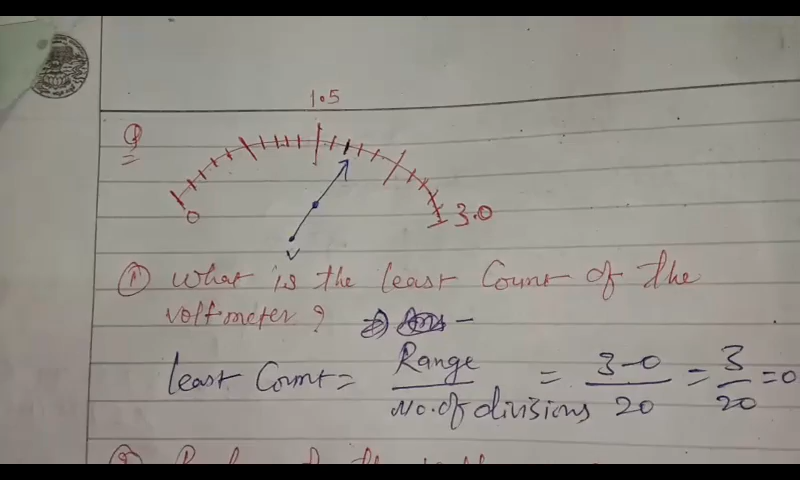 1.5
Q
0
3.0
V
① What is the least Count of the
voltmeter?
least Count = Range / No. of divisions = 3-0 / 20 = 3 / 20 = 0